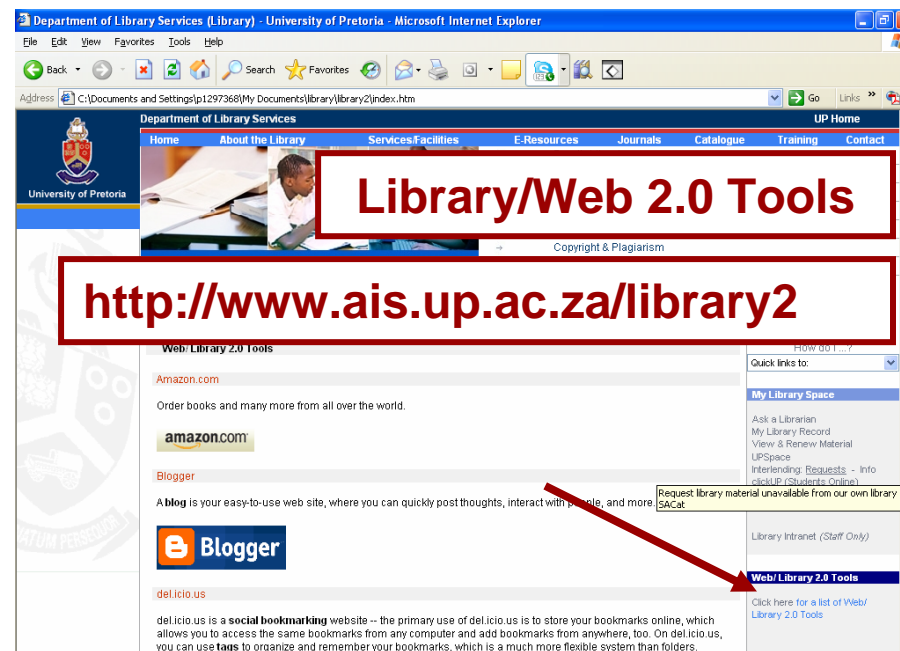 Department of Library Services (Library) - University of Pretoria - Microsoft Internet Explorer
File Edit View Favorites Tools Help
Back Search Favorites
Address C:\Documents and Settings\p1297368\My Documents\library\library2\index.htm Go Links
Department of Library Services UP Home
Home About the Library Services/Facilities E-Resources Journals Catalogue Training Contact
University of Pretoria
Library/Web 2.0 Tools
→ Copyright & Plagiarism
http://www.ais.up.ac.za/library2
How do I ...?
Web/ Library 2.0 Tools
Quick links to:
Amazon.com
Order books and many more from all over the world.
amazon.com
Blogger
A blog is your easy-to-use web site, where you can quickly post thoughts, interact with people, and more.
Blogger
del.icio.us
del.icio.us is a social bookmarking website -- the primary use of del.icio.us is to store your bookmarks online, which
allows you to access the same bookmarks from any computer and add bookmarks from anywhere, too. On del.icio.us,
you can use tags to organize and remember your bookmarks, which is a much more flexible system than folders.
My Library Space
Ask a Librarian
My Library Record
View & Renew Material
UPSpace
Interlending: Requests - Info
clickUP (Students Online)
Request library material unavailable from our own library
SACat
Library Intranet (Staff Only)
Web/ Library 2.0 Tools
Click here for a list of Web/
Library 2.0 Tools